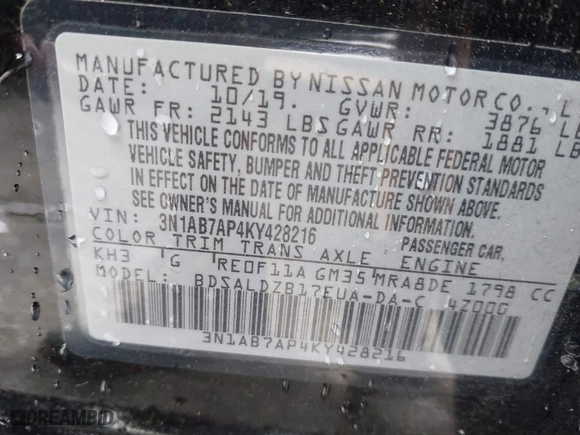 MANUFACTURED BY NISSAN MOTOR CO., L
DATE: 10/19. GVWR: 3876 L
GAWR FR: 2143 LBS GAWR RR: 1881 LB
THIS VEHICLE CONFORMS TO ALL APPLICABLE FEDERAL MOTOR
VEHICLE SAFETY, BUMPER AND THEFT PREVENTION STANDARDS
IN EFFECT ON THE DATE OF MANUFACTURE SHOWN ABOVE.
SEE OWNER'S MANUAL FOR ADDITIONAL INFORMATION.
VIN: 3N1AB7AP4KY428216 PASSENGER CAR.
COLOR TRIM TRANS AXLE ENGINE
KH3 G RE0F11A GM35 MRA8DE 1798 CC
MODEL: BDSALDZB17EUA-DA-C 4Z00G
3N1AB7AP4KY428216
DREAMBID